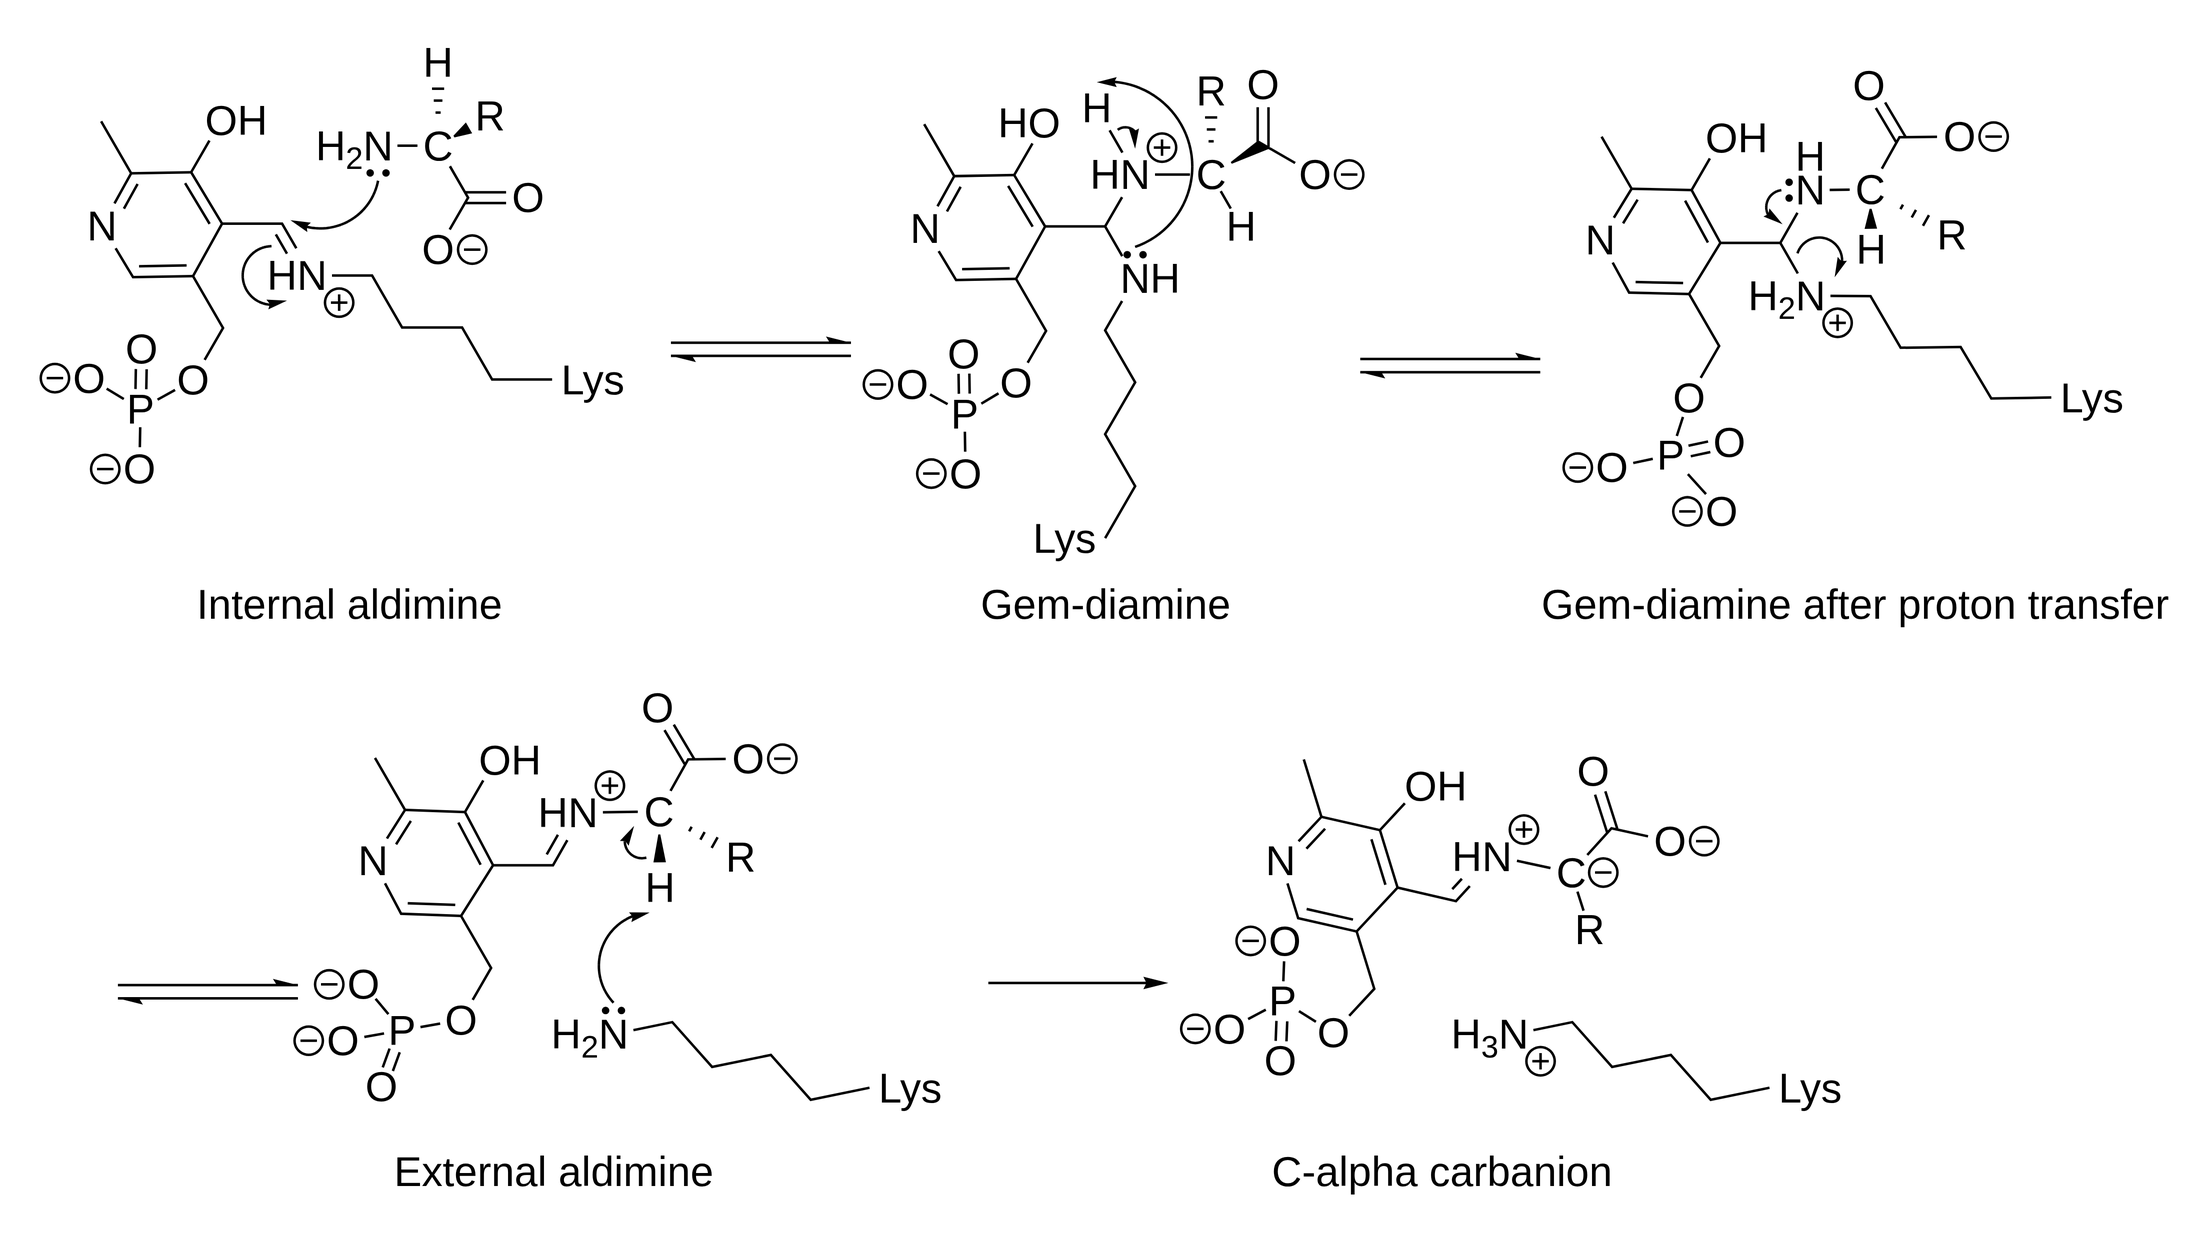 H
OH
H2N C R
N
O
O⊖
HN
⊕
O
⊖O
O
P
Lys
⊖O
Internal aldimine
R O
H
HO
⊕
HN C O⊖
N
H
NH
O
⊖O
O
P
⊖O
Lys
Gem-diamine
O
OH
H
O⊖
N C
N
R
H
H2N
⊕
O
Lys
P O
⊖O
⊖O
Gem-diamine after proton transfer
O
OH
O⊖
⊕
HN C
N
R
H
⊖O
O
P
⊖O
H2N
O
Lys
External aldimine
O
OH
⊕
O⊖
N
HN
C⊖
R
⊖O
P
⊖O
O
O
H3N
⊕
Lys
C-alpha carbanion